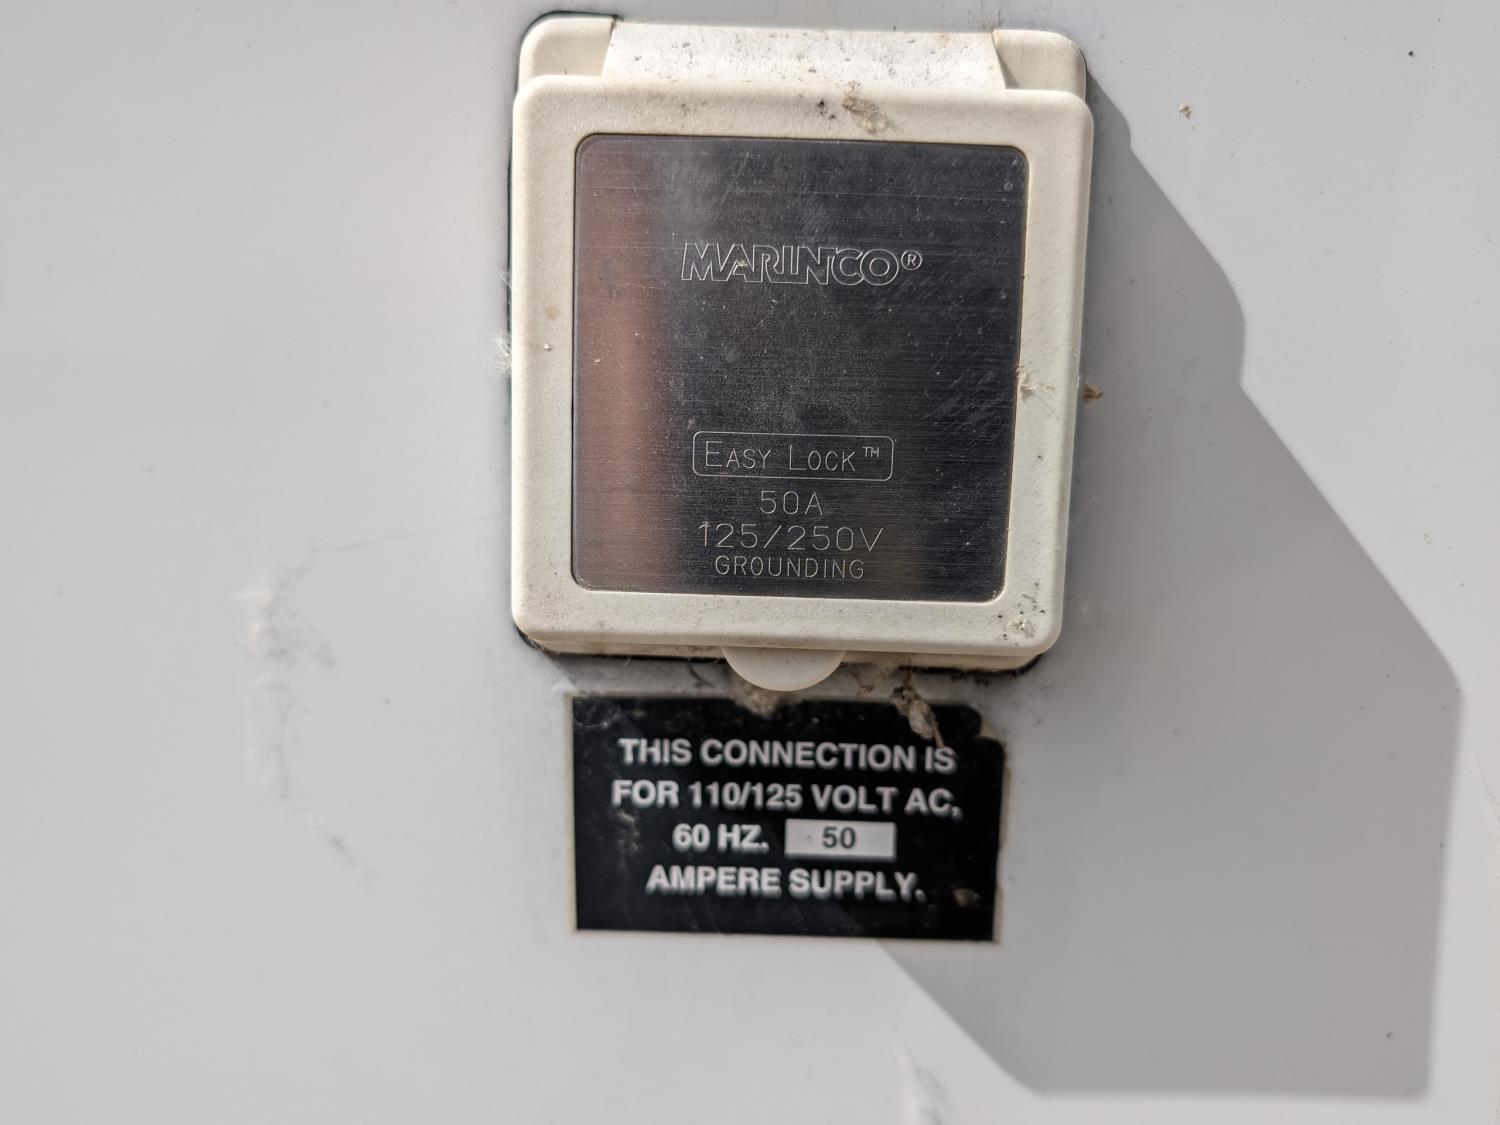 MARINCO®
EASY LOCK™
50A
125/250V
GROUNDING
THIS CONNECTION IS
FOR 110/125 VOLT AC,
60 HZ. 50
AMPERE SUPPLY.